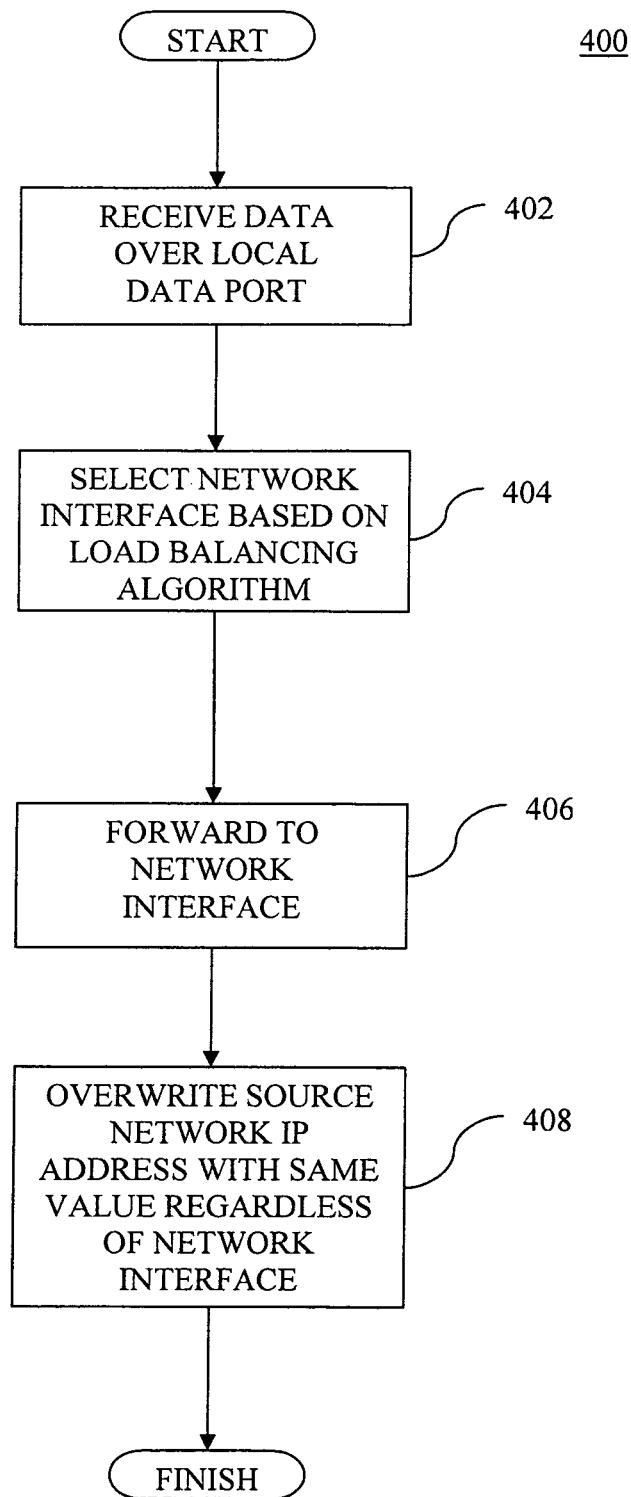 START
400
RECEIVE DATA
OVER LOCAL
DATA PORT
402
SELECT NETWORK
INTERFACE BASED ON
LOAD BALANCING
ALGORITHM
404
FORWARD TO
NETWORK
INTERFACE
406
OVERWRITE SOURCE
NETWORK IP
ADDRESS WITH SAME
VALUE REGARDLESS
OF NETWORK
INTERFACE
408
FINISH